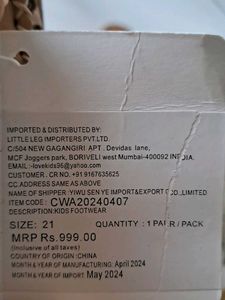 IMPORTED & DISTRIBUTED BY:
LITTLE LEG IMPORTERS PVT.LTD.
C/504 NEW GAGANGIRI APT. Devidas lane,
MCF Joggers park, BORIVELI west Mumbai-400092 INDIA.
EMAIL:-lovekids96@yahoo.com
CUSTOMER. CR NO. +91 9167635625
CC.ADDRESS SAME AS ABOVE
NAME OF SHIPPER: YIWU SEN YE IMPORT&EXPORT CO.,LIMITED
ITEM CODE: CWA20240407
DESCRIPTION:KIDS FOOTWEAR
SIZE: 21 QUANTITY : 1 PAIR / PACK
MRP Rs.999.00
(Inclusive of all taxes)
COUNTRY OF ORIGIN :CHINA
MONTH & YEAR OF MANUFACTURING: April 2024
MONTH & YEAR OF IMPORT May 2024